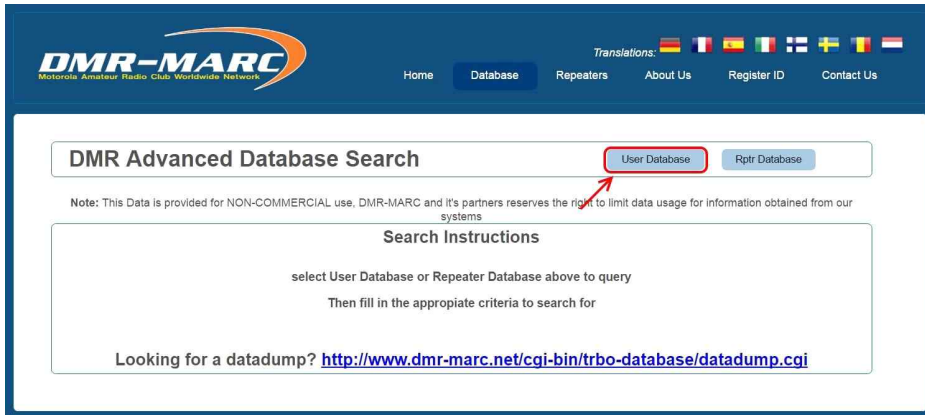 DMR-MARC
Motorola Amateur Radio Club Worldwide Network
Translations:
Home Database Repeaters About Us Register ID Contact Us
DMR Advanced Database Search
User Database Rptr Database
Note: This Data is provided for NON-COMMERCIAL use, DMR-MARC and it's partners reserves the right to limit data usage for information obtained from our
systems
Search Instructions
select User Database or Repeater Database above to query
Then fill in the appropiate criteria to search for
Looking for a datadump? http://www.dmr-marc.net/cgi-bin/trbo-database/datadump.cgi